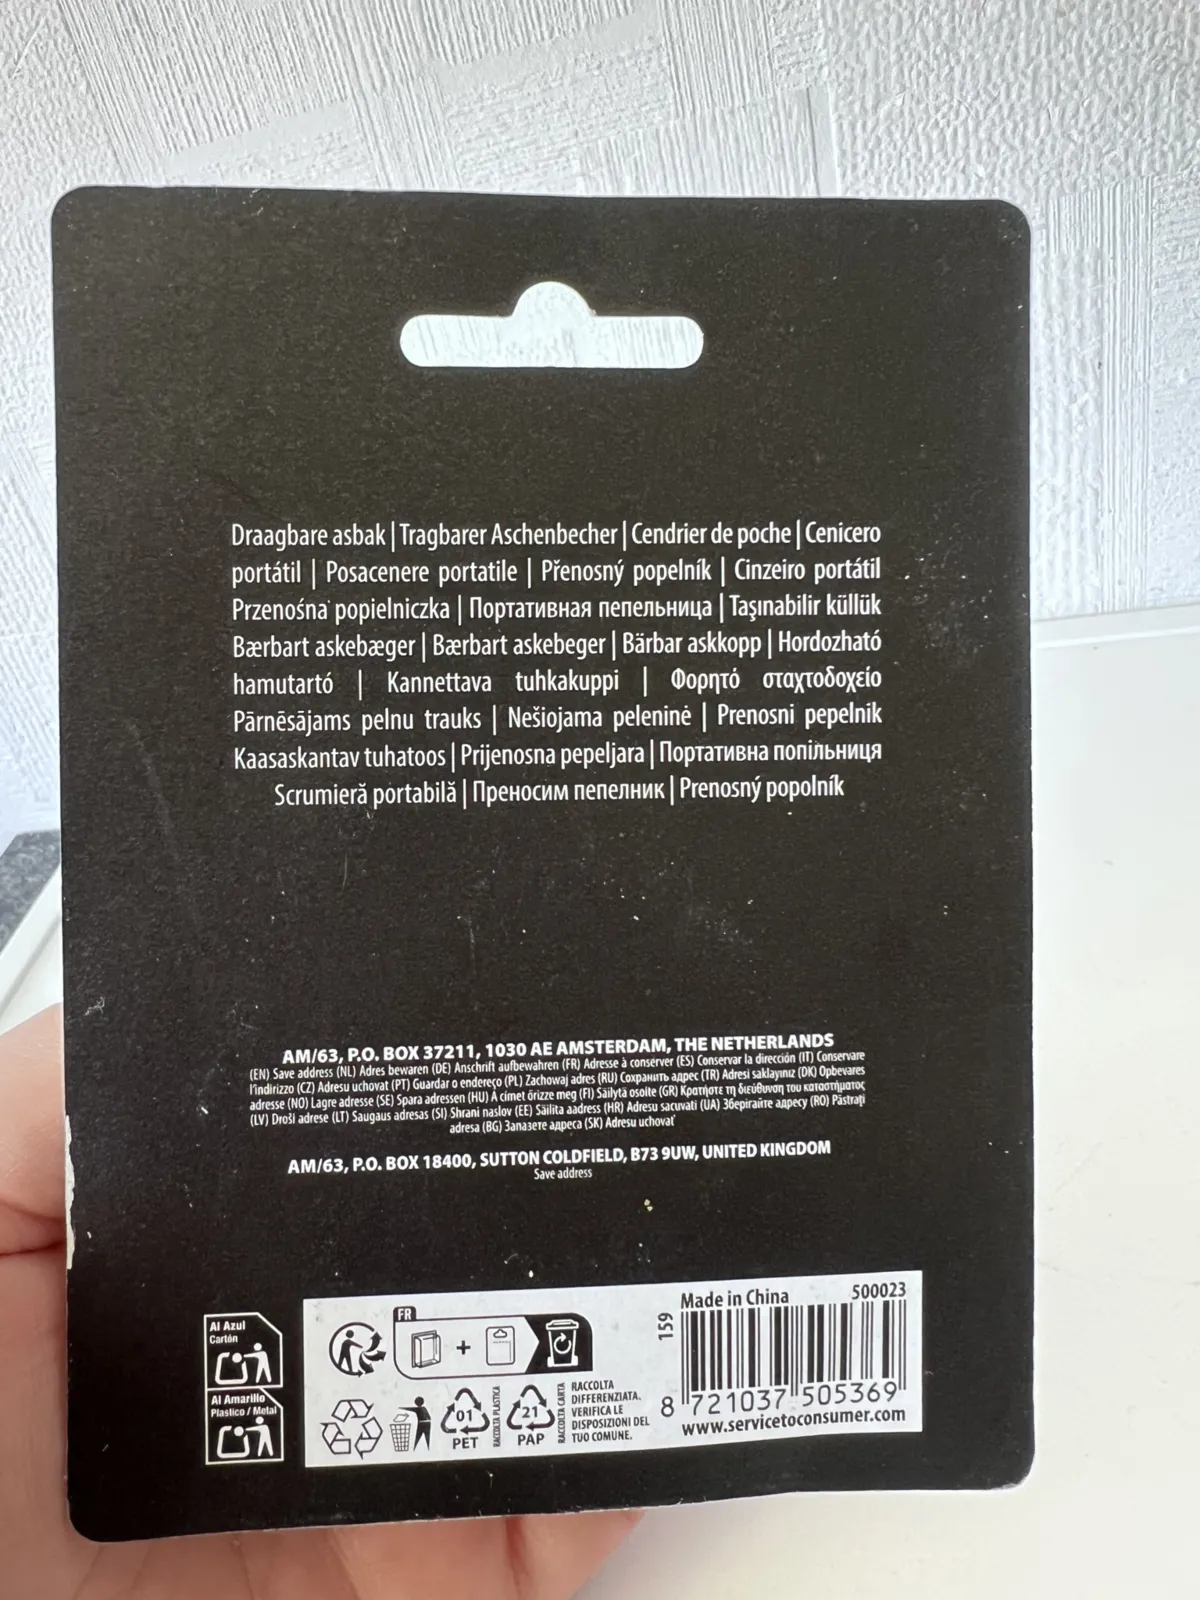 Draagbare asbak | Tragbarer Aschenbecher | Cendrier de poche | Cenicero
portátil | Posacenere portatile | Přenosný popelník | Cinzeiro portátil
Przenośna popielniczka | Портативная пепельница | Taşınabilir küllük
Bærbart askebæger | Bærbart askebeger | Bärbar askkopp | Hordozható
hamutartó | Kannettava tuhkakuppi | Φορητό σταχτοδοχείο
Pārnēsājams pelnu trauks | Nešiojama peleninė | Prenosni pepelnik
Kaasaskantav tuhatoos | Prijenosna pepeljara | Портативна попільниця
Scrumieră portabilă | Преносим пепелник | Prenosný popolník
AM/63, P.O. BOX 37211, 1030 AE AMSTERDAM, THE NETHERLANDS
(EN) Save address (NL) Adres bewaren (DE) Anschrift aufbewahren (FR) Adresse à conserver (ES) Conservar la dirección (IT) Conservare
l'indirizzo (CZ) Adresu uchovat (PT) Guardar o endereço (PL) Zachowaj adres (RU) Сохранить адрес (TR) Adresi saklayınız (DK) Opbevares
adresse (NO) Lagre adresse (SE) Spara adressen (HU) A címet őrizze meg (FI) Säilytä osoite (GR) Κρατήστε τη διεύθυνση του καταστήματος
(LV) Droši adrese (LT) Saugaus adresas (SI) Shrani naslov (EE) Säilita aadress (HR) Adresu sacuvati (UA) Зберігайте адресу (RO) Păstrați
adresa (BG) Запазете адреса (SK) Adresu uchovať
AM/63, P.O. BOX 18400, SUTTON COLDFIELD, B73 9UW, UNITED KINGDOM
Save address
Al Azul
Cartón
Al Amarillo
Plastico / Metal
FR
+
01
PET
RACCOLTA PLASTICA
21
PAP
RACCOLTA CARTA
RACCOLTA
DIFFERENZIATA.
VERIFICA LE
DISPOSIZIONI DEL
TUO COMUNE.
159
Made in China 500023
8 721037 505369
www.servicetoconsumer.com